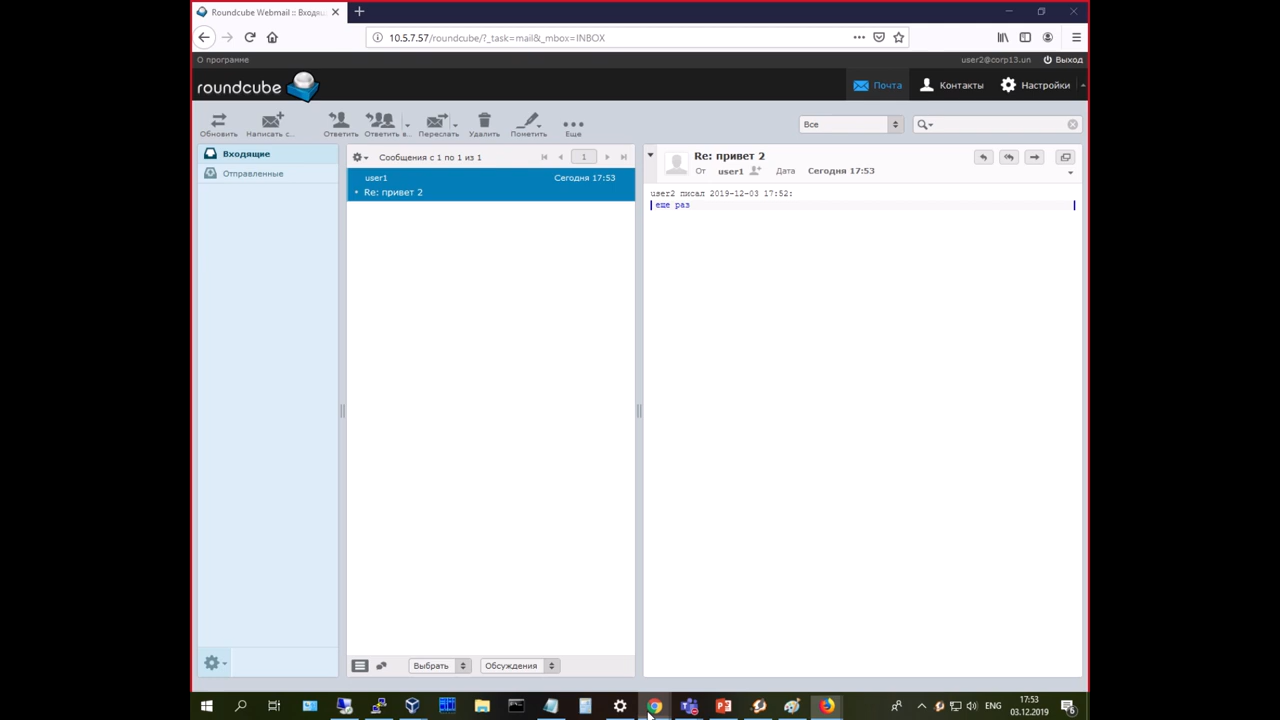 Roundcube Webmail :: Входящ
10.5.7.57/roundcube/?_task=mail&_mbox=INBOX
О программе
user2@corp13.un
Выход
roundcube
Почта
Контакты
Настройки
Обновить
Написать с...
Ответить
Ответить в...
Переслать
Удалить
Пометить
Еще
Все
Входящие
Отправленные
Сообщения с 1 по 1 из 1
1
user1
Сегодня 17:53
Re: привет 2
Re: привет 2
От user1 Дата Сегодня 17:53
user2 писал 2019-12-03 17:52:
еще раз
Выбрать
Обсуждения
ENG
17:53
03.12.2019
6